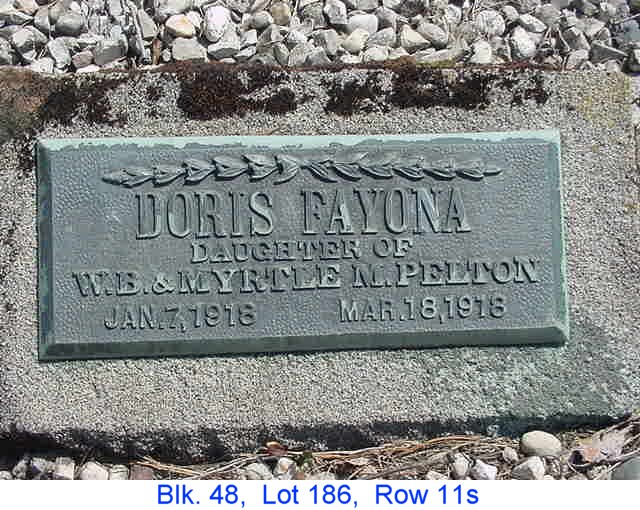 DORIS FAYONA
DAUGHTER OF
W.B.&MYRTLE M.PELTON
JAN.7,1918 MAR.18,1918
Blk. 48, Lot 186, Row 11s